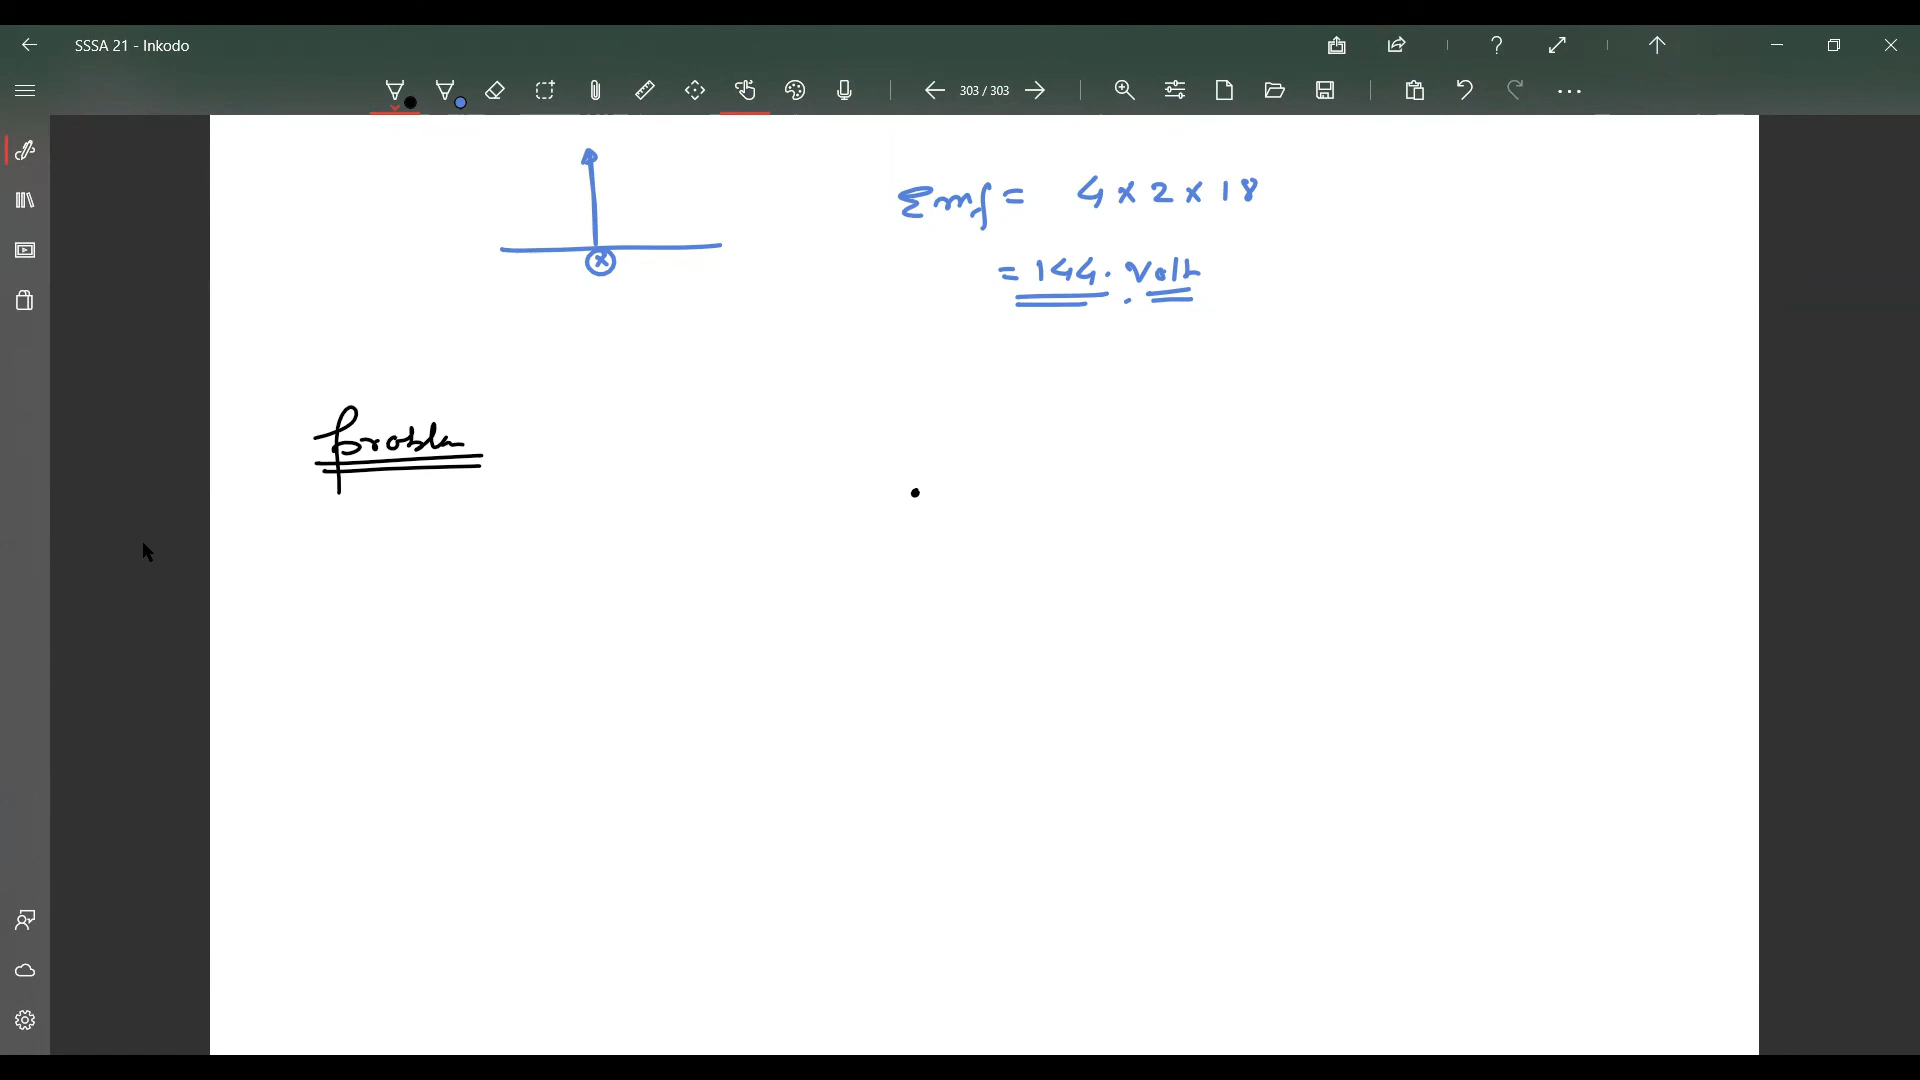 SSSA 21 - Inkodo
303 / 303
Emf = 4 × 2 × 18
= 144. Volt
Problem